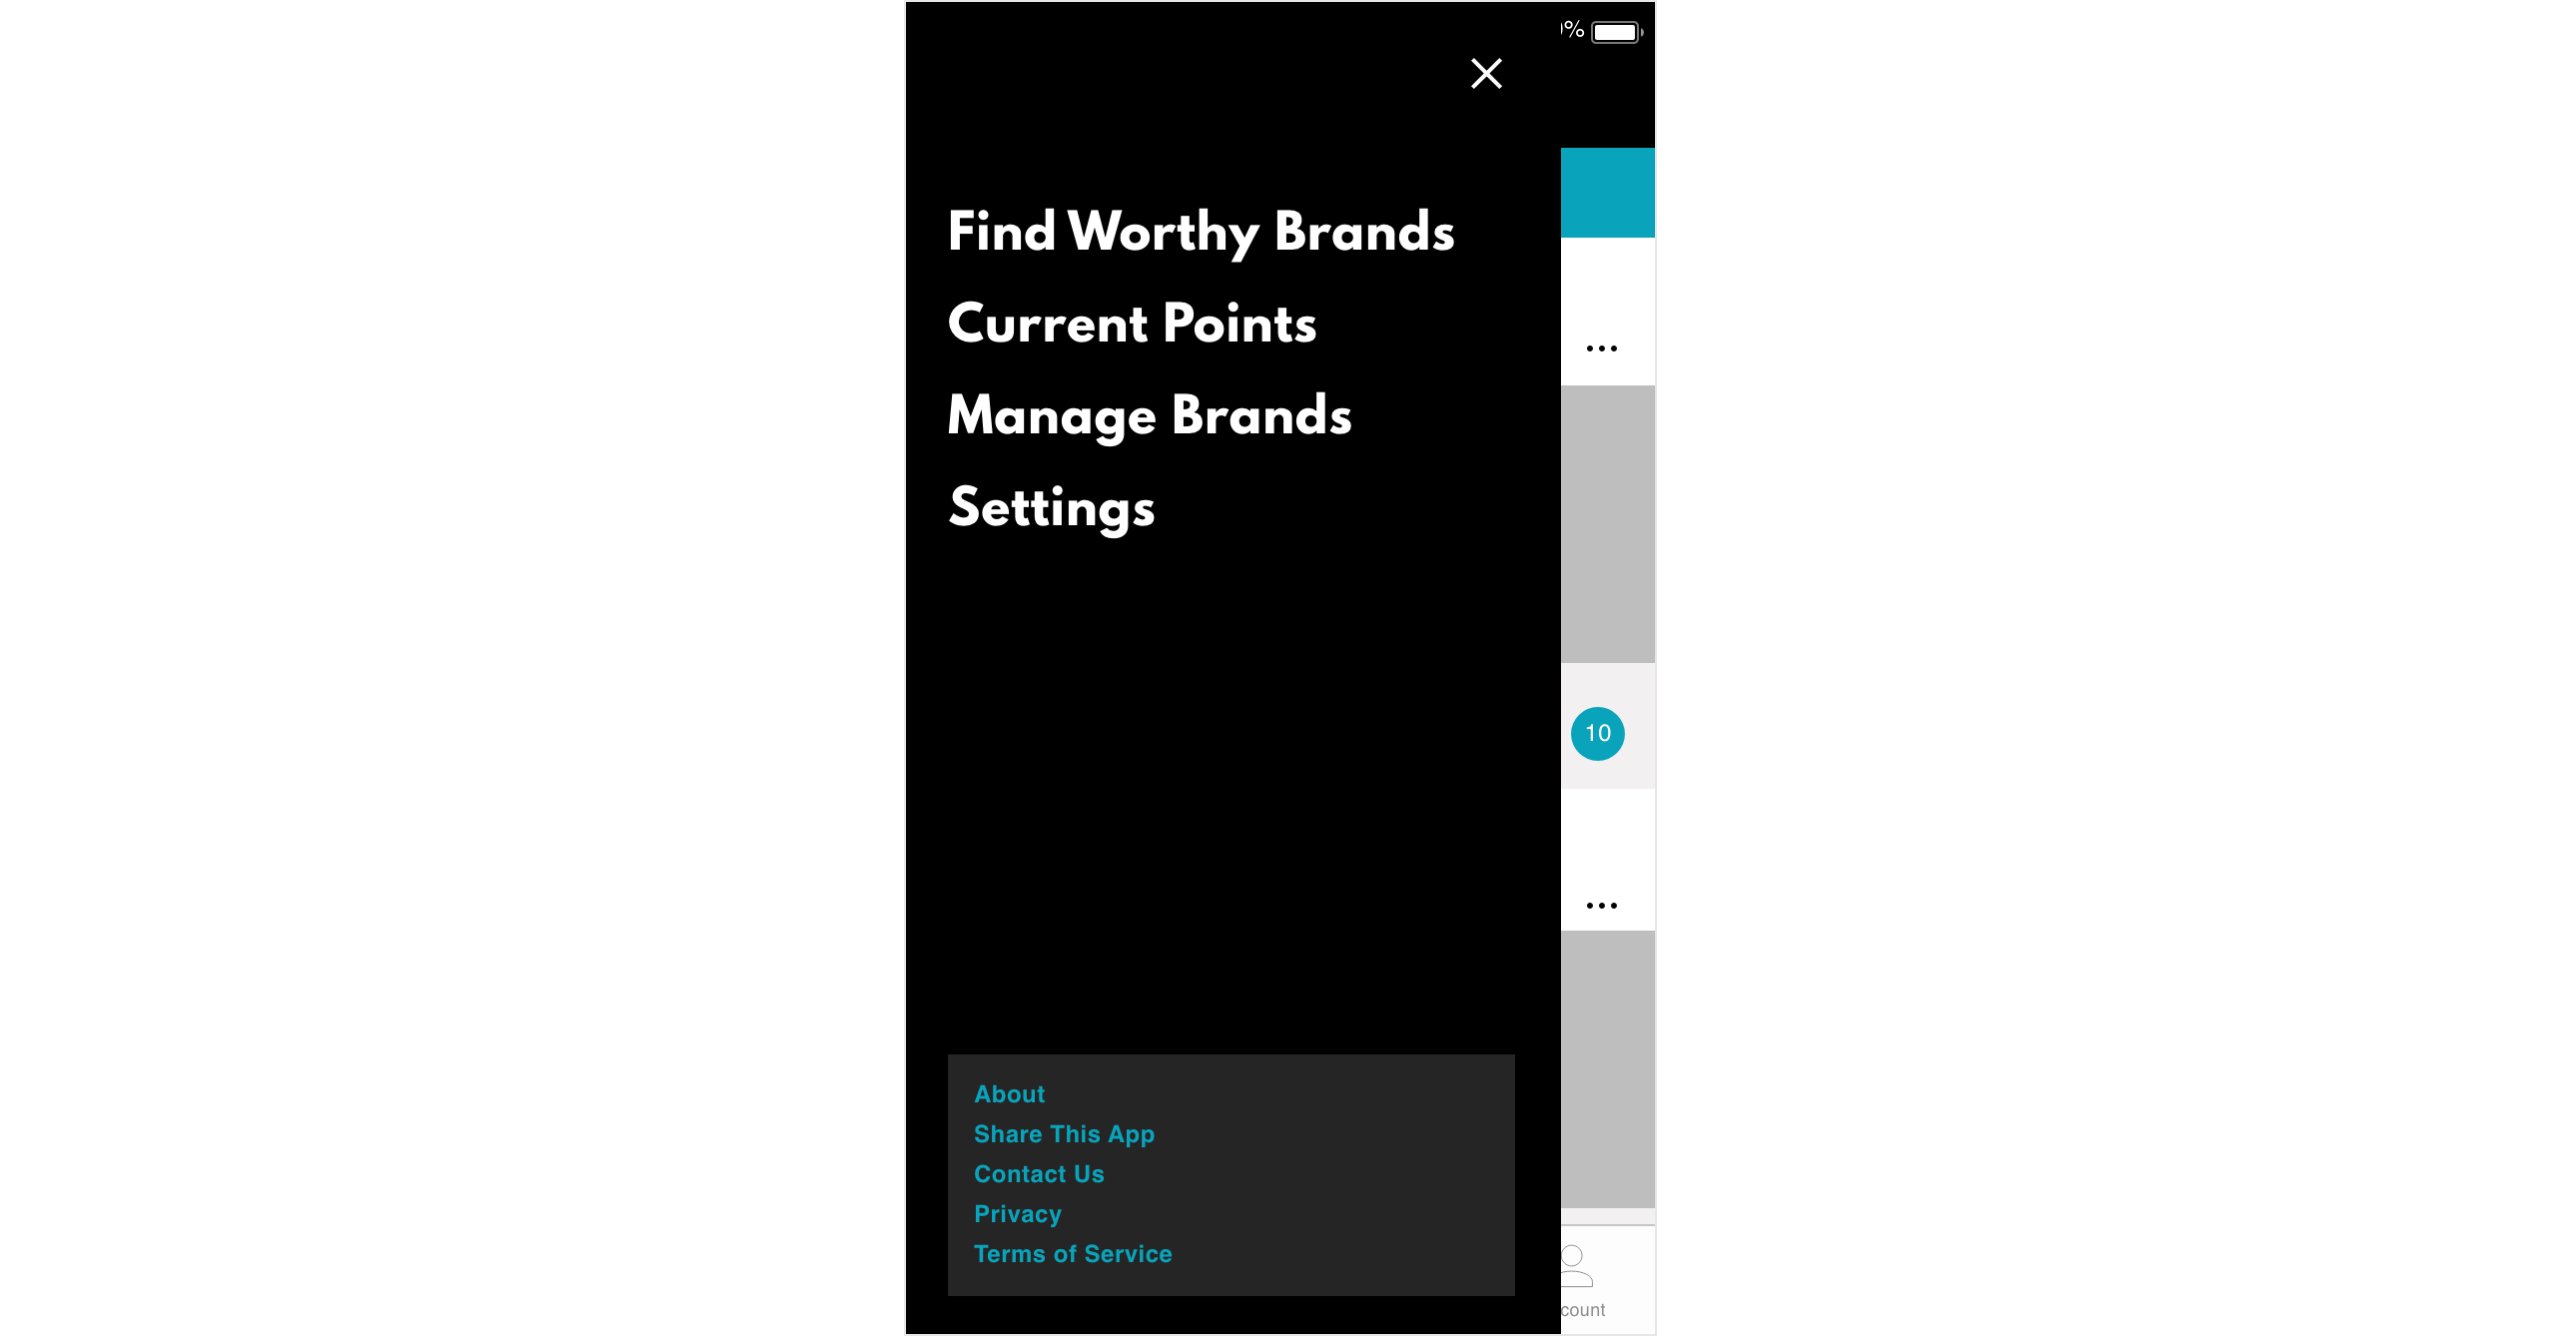 %
Find Worthy Brands
Current Points
Manage Brands
Settings
10
About
Share This App
Contact Us
Privacy
Terms of Service
count